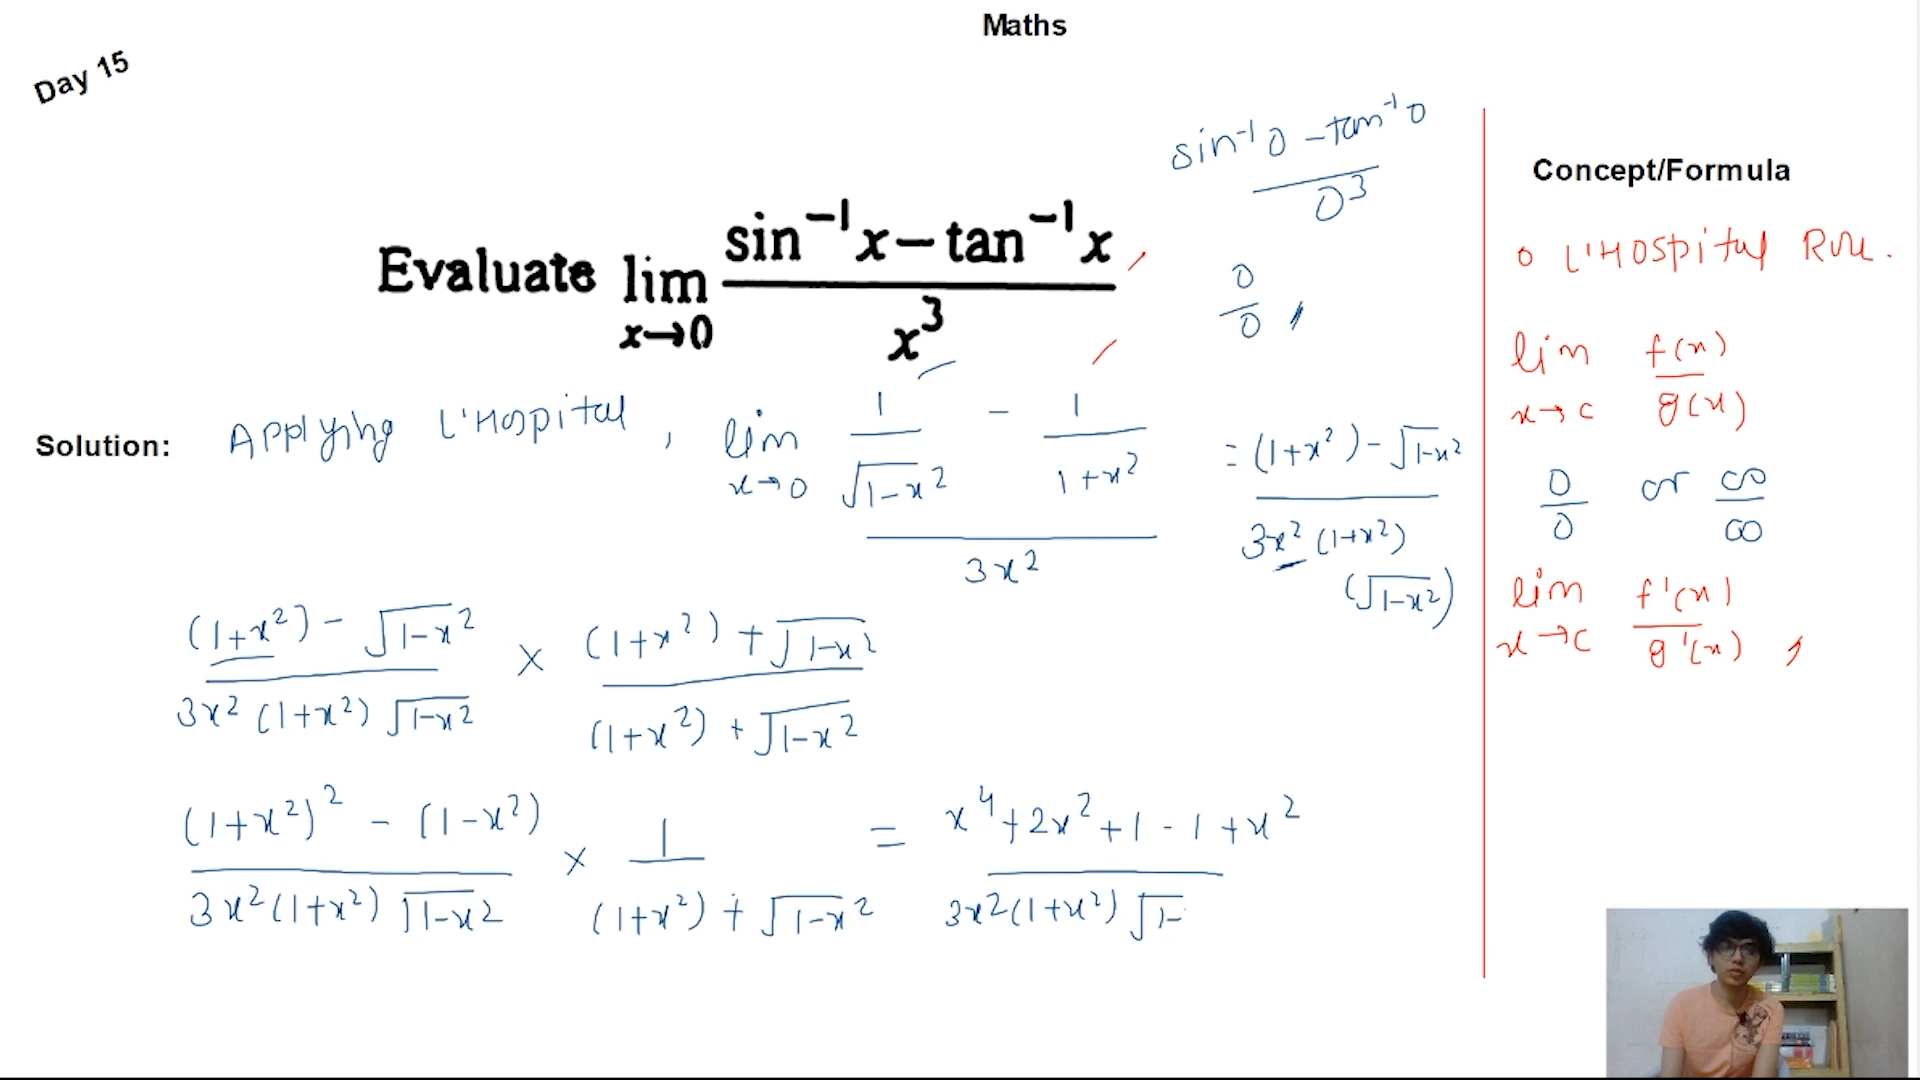 Maths
Day 15
sin⁻¹0 - tan⁻¹0
0³
Evaluate lim x→0 sin⁻¹x - tan⁻¹x / x³
0/0,
Solution: Applying L'Hospital, lim x→0 (1/√(1-x²) - 1/(1+x²)) / 3x² = ((1+x²) - √(1-x²)) / (3x² (1+x²) (√(1-x²)))
((1+x²) - √(1-x²)) / (3x² (1+x²) √(1-x²)) × ((1+x²) + √(1-x²)) / ((1+x²) + √(1-x²))
((1+x²)² - (1-x²)) / (3x²(1+x²) √(1-x²)) × 1 / ((1+x²) + √(1-x²)) = (x⁴+2x²+1-1+x²) / (3x²(1+x²) √1-
Concept/Formula
o L'Hospital Rule.
lim x→c f(x)/g(x)
0/0 or ∞/∞
lim x→c f'(x)/g'(x),